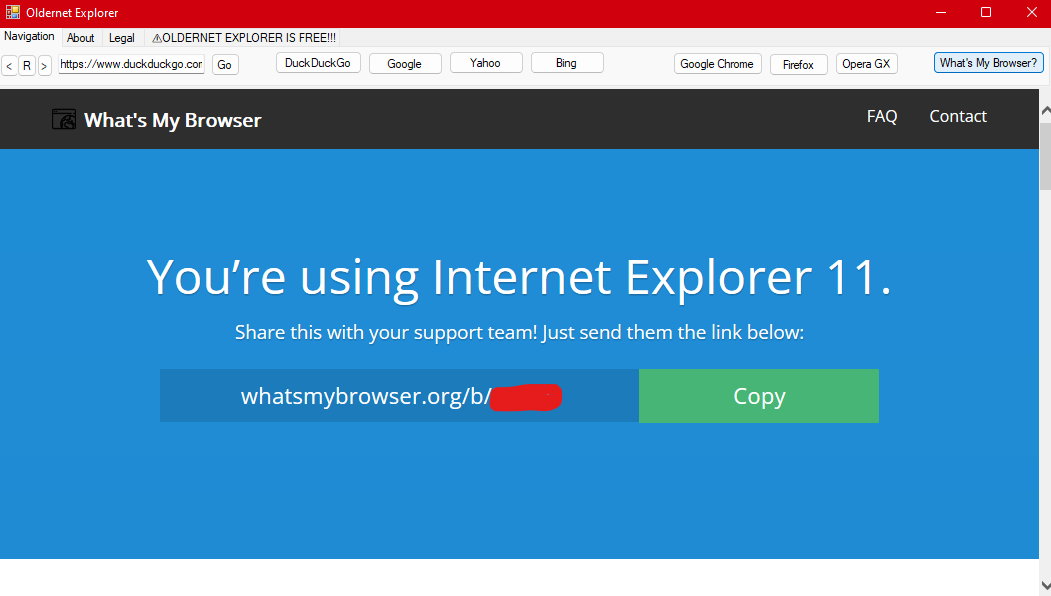 Oldernet Explorer
Navigation About Legal ⚠OLDERNET EXPLORER IS FREE!!!
< R > https://www.duckduckgo.com Go DuckDuckGo Google Yahoo Bing Google Chrome Firefox Opera GX What's My Browser?
What's My Browser FAQ Contact
You’re using Internet Explorer 11.
Share this with your support team! Just send them the link below:
whatsmybrowser.org/b/ Copy